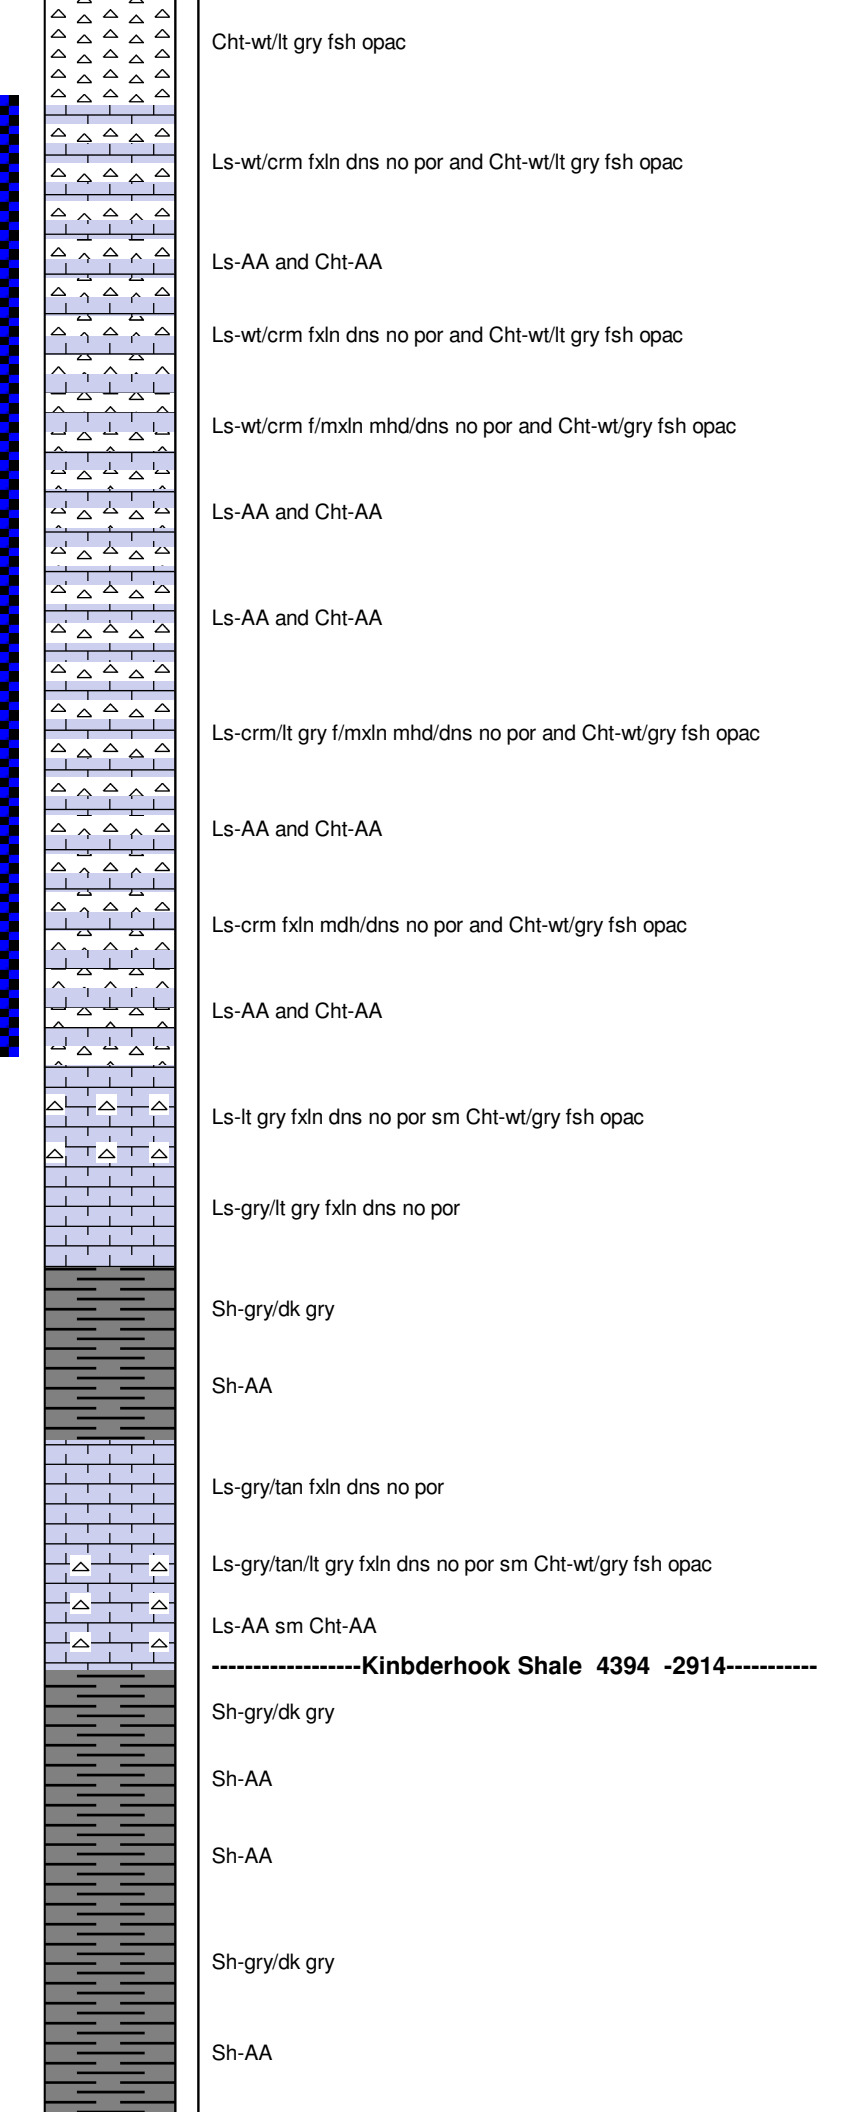 Cht-wt/lt gry fsh opac
Ls-wt/crm fxln dns no por and Cht-wt/lt gry fsh opac
Ls-AA and Cht-AA
Ls-wt/crm fxln dns no por and Cht-wt/lt gry fsh opac
Ls-wt/crm f/mxln mhd/dns no por and Cht-wt/gry fsh opac
Ls-AA and Cht-AA
Ls-AA and Cht-AA
Ls-crm/lt gry f/mxln mhd/dns no por and Cht-wt/gry fsh opac
Ls-AA and Cht-AA
Ls-crm fxln mdh/dns no por and Cht-wt/gry fsh opac
Ls-AA and Cht-AA
Ls-lt gry fxln dns no por sm Cht-wt/gry fsh opac
Ls-gry/lt gry fxln dns no por
Sh-gry/dk gry
Sh-AA
Ls-gry/tan fxln dns no por
Ls-gry/tan/lt gry fxln dns no por sm Cht-wt/gry fsh opac
Ls-AA sm Cht-AA
------------------Kinbderhook Shale  4394  -2914-----------
Sh-gry/dk gry
Sh-AA
Sh-AA
Sh-gry/dk gry
Sh-AA